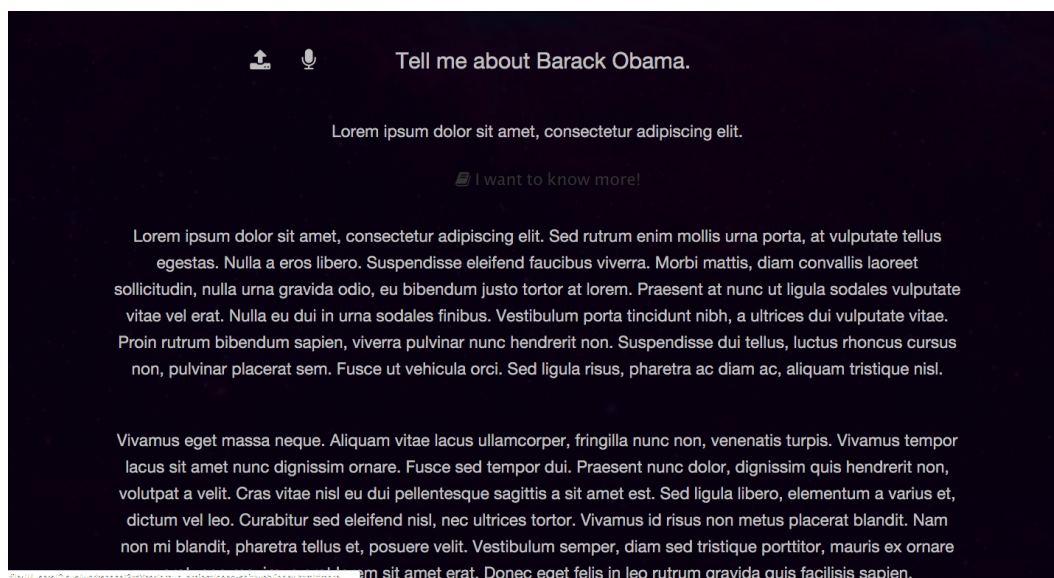 Tell me about Barack Obama.
Lorem ipsum dolor sit amet, consectetur adipiscing elit.
I want to know more!
Lorem ipsum dolor sit amet, consectetur adipiscing elit. Sed rutrum enim mollis urna porta, at vulputate tellus
egestas. Nulla a eros libero. Suspendisse eleifend faucibus viverra. Morbi mattis, diam convallis laoreet
sollicitudin, nulla urna gravida odio, eu bibendum justo tortor at lorem. Praesent at nunc ut ligula sodales vulputate
vitae vel erat. Nulla eu dui in urna sodales finibus. Vestibulum porta tincidunt nibh, a ultrices dui vulputate vitae.
Proin rutrum bibendum sapien, viverra pulvinar nunc hendrerit non. Suspendisse dui tellus, luctus rhoncus cursus
non, pulvinar placerat sem. Fusce ut vehicula orci. Sed ligula risus, pharetra ac diam ac, aliquam tristique nisl.
Vivamus eget massa neque. Aliquam vitae lacus ullamcorper, fringilla nunc non, venenatis turpis. Vivamus tempor
lacus sit amet nunc dignissim ornare. Fusce sed tempor dui. Praesent nunc dolor, dignissim quis hendrerit non,
volutpat a velit. Cras vitae nisl eu dui pellentesque sagittis a sit amet est. Sed ligula libero, elementum a varius et,
dictum vel leo. Curabitur sed eleifend nisl, nec ultrices tortor. Vivamus id risus non metus placerat blandit. Nam
non mi blandit, pharetra tellus et, posuere velit. Vestibulum semper, diam sed tristique porttitor, mauris ex ornare
sit amet erat. Donec eget felis in leo rutrum gravida quis facilisis sapien.